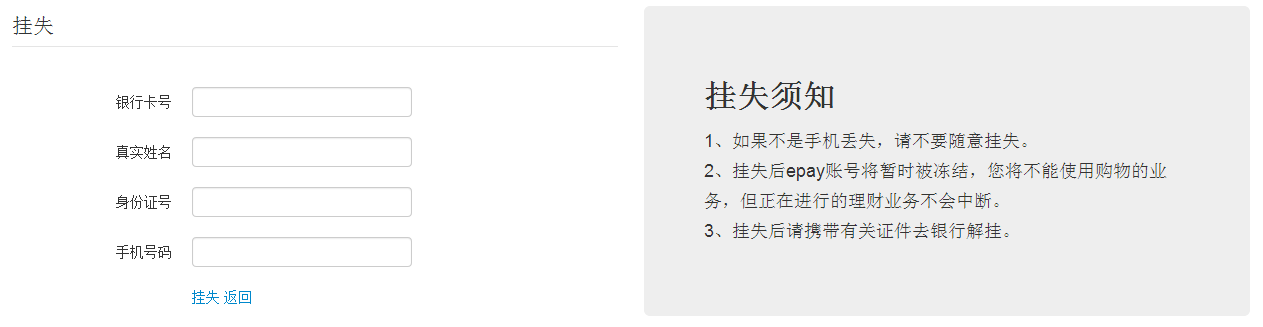 挂失
银行卡号
真实姓名
身份证号
手机号码
挂失 返回
挂失须知
1、如果不是手机丢失，请不要随意挂失。
2、挂失后epay账号将暂时被冻结，您将不能使用购物的业
务，但正在进行的理财业务不会中断。
3、挂失后请携带有关证件去银行解挂。